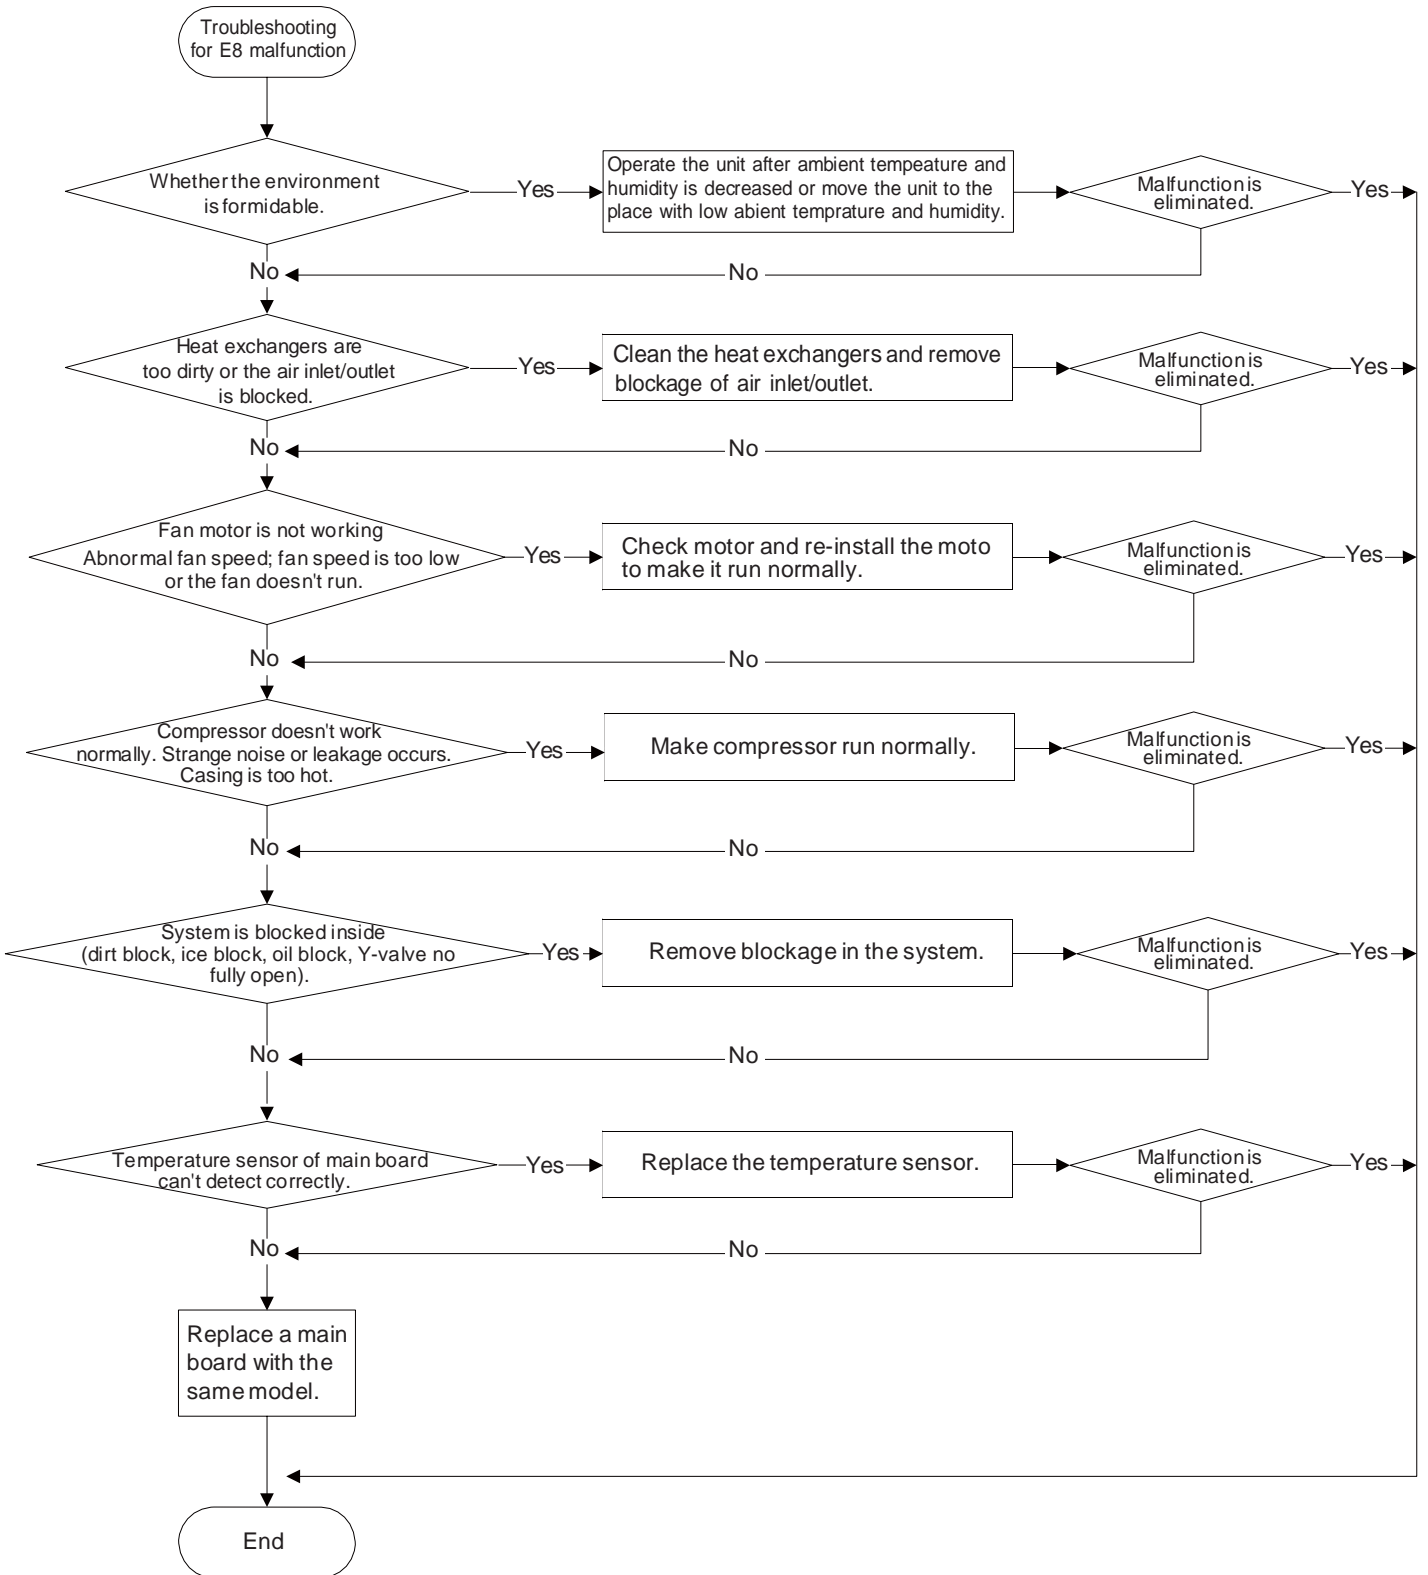 Troubleshooting
for E8 malfunction
Whether the environment
is formidable.
Yes
Operate the unit after ambient tempeature and
humidity is decreased or move the unit to the
place with low abient temprature and humidity.
Malfunction is
eliminated.
Yes
No
No
Heat exchangers are
too dirty or the air inlet/outlet
is blocked.
Yes
Clean the heat exchangers and remove
blockage of air inlet/outlet.
Malfunction is
eliminated.
Yes
No
No
Fan motor is not working
Abnormal fan speed; fan speed is too low
or the fan doesn't run.
Yes
Check motor and re-install the moto
to make it run normally.
Malfunction is
eliminated.
Yes
No
No
Compressor doesn't work
normally. Strange noise or leakage occurs.
Casing is too hot.
Yes
Make compressor run normally.
Malfunction is
eliminated.
Yes
No
No
System is blocked inside
(dirt block, ice block, oil block, Y-valve no
fully open).
Yes
Remove blockage in the system.
Malfunction is
eliminated.
Yes
No
No
Temperature sensor of main board
can't detect correctly.
Yes
Replace the temperature sensor.
Malfunction is
eliminated.
Yes
No
No
Replace a main
board with the
same model.
End